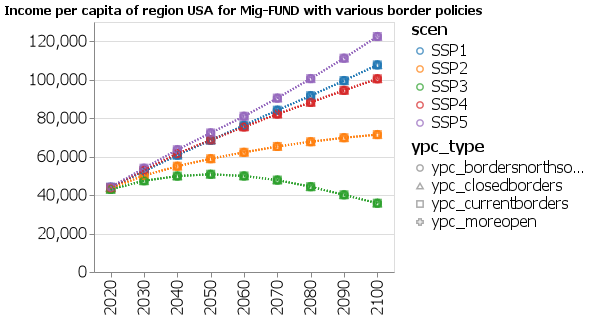 Income per capita of region USA for Mig-FUND with various border policies
120,000
100,000
80,000
60,000
40,000
20,000
0
2020
2030
2040
2050
2060
2070
2080
2090
2100
scen
SSP1
SSP2
SSP3
SSP4
SSP5
ypc_type
ypc_bordersnorthso...
ypc_closedborders
ypc_currentborders
ypc_moreopen